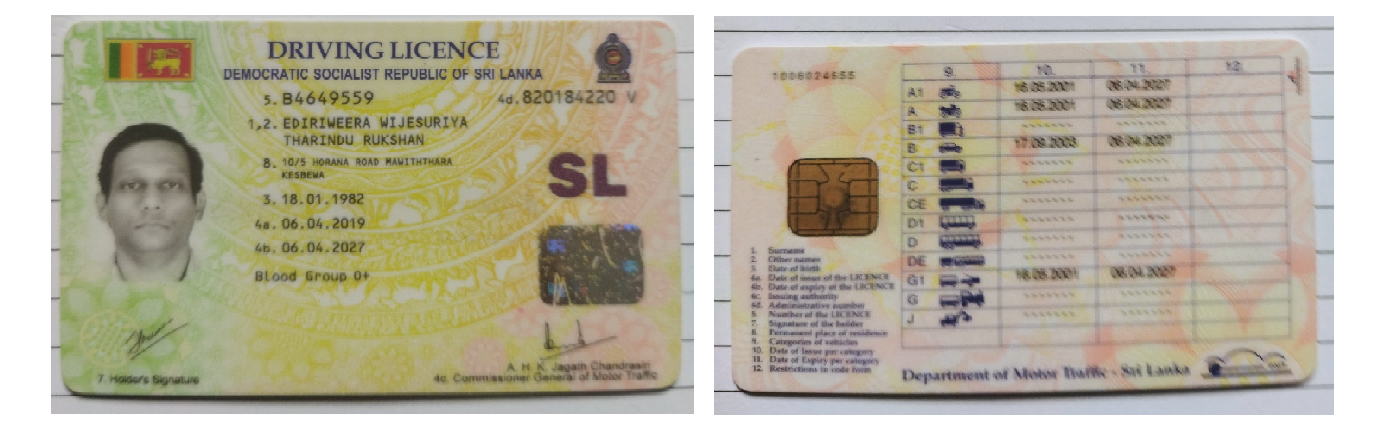 DRIVING LICENCE
DEMOCRATIC SOCIALIST REPUBLIC OF SRI LANKA
5. B4649559 4d. 820184220 V
1,2. EDIRIWEERA WIJESURIYA
THARINDU RUKSHAN
8. 10/5 HORANA ROAD MAWITHTHARA
KESBEWA
SL
3. 18.01.1982
4a. 06.04.2019
4b. 06.04.2027
Blood Group O+
A. H. K. Jagath Chandrasiri
7. Holder's Signature 4c. Commissioner General of Motor Traffic
1006024655
9. 10. 11. 12.
A1 16.05.2001 06.04.2027
A 16.05.2001 06.04.2027
B1
B 17.09.2003 06.04.2027
C1
C
CE
D1
D
DE
G1 16.05.2001 06.04.2027
G
J
1. Surname
2. Other names
3. Date of birth
4a. Date of issue of the LICENCE
4b. Date of expiry of the LICENCE
4c. Issuing authority
4d. Administrative number
5. Number of the LICENCE
7. Signature of the holder
8. Permanent place of residence
9. Categories of vehicles
10. Date of Issue per category
11. Date of Expiry per category
12. Restrictions in code form
Department of Motor Traffic - Sri Lanka